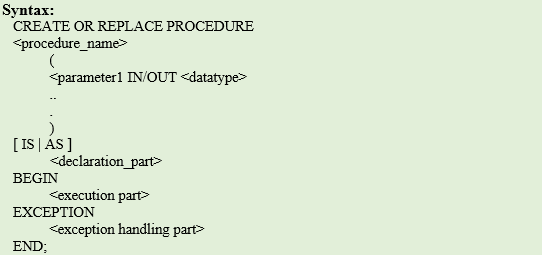 Syntax:
CREATE OR REPLACE PROCEDURE
<procedure_name>
(
<parameter1 IN/OUT <datatype>
..
.
)
[ IS | AS ]
<declaration_part>
BEGIN
<execution part>
EXCEPTION
<exception handling part>
END;